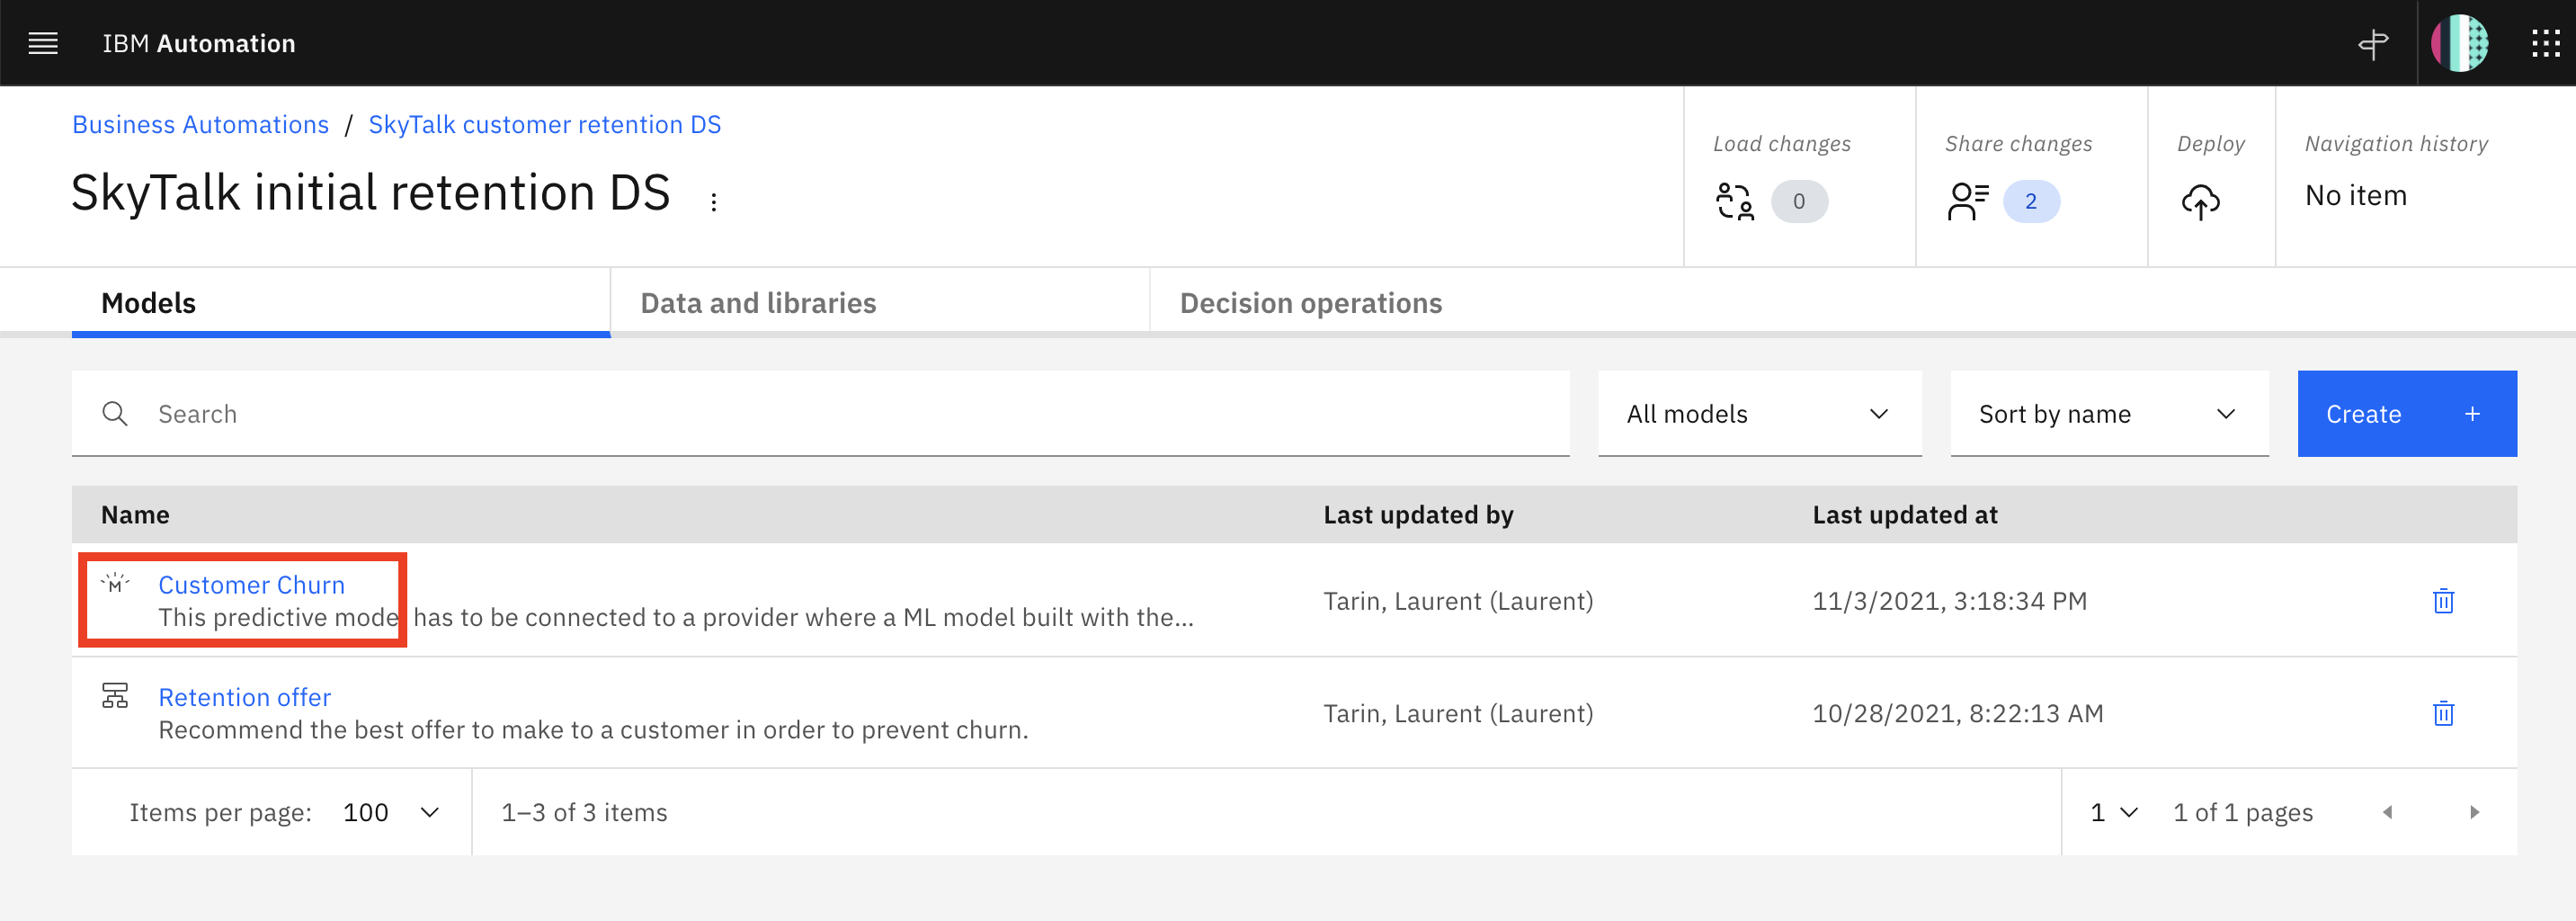 IBM Automation
Business Automations / SkyTalk customer retention DS
SkyTalk initial retention DS
Load changes
0
Share changes
2
Deploy
Navigation history
No item
Models
Data and libraries
Decision operations
Search
All models
Sort by name
Create +
Name
Last updated by
Last updated at
M
Customer Churn
This predictive model has to be connected to a provider where a ML model built with the...
Tarin, Laurent (Laurent)
11/3/2021, 3:18:34 PM
Retention offer
Recommend the best offer to make to a customer in order to prevent churn.
Tarin, Laurent (Laurent)
10/28/2021, 8:22:13 AM
Items per page: 100
1–3 of 3 items
1
1 of 1 pages